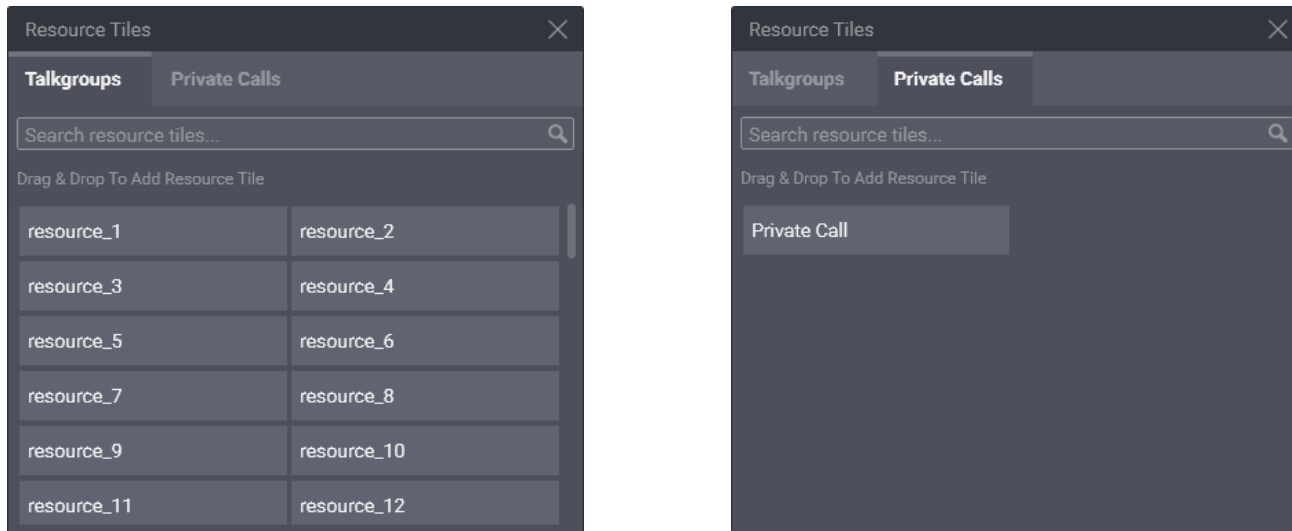 Resource Tiles
Talkgroups Private Calls
Search resource tiles...
Drag & Drop To Add Resource Tile
resource_1 resource_2
resource_3 resource_4
resource_5 resource_6
resource_7 resource_8
resource_9 resource_10
resource_11 resource_12
Resource Tiles
Talkgroups Private Calls
Search resource tiles...
Drag & Drop To Add Resource Tile
Private Call